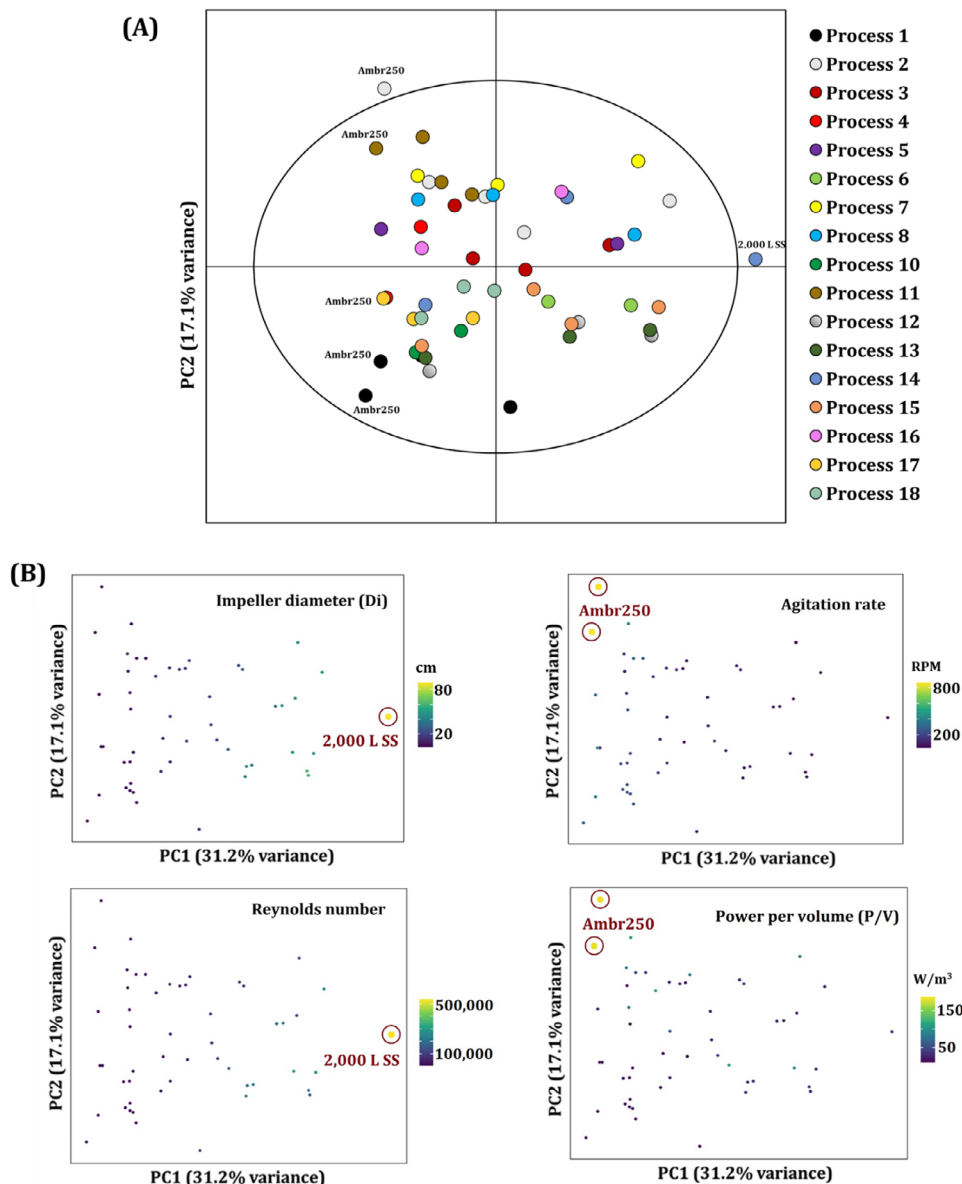 (A)
Ambr250
Ambr250
2,000 L SS
Ambr250
Ambr250
Ambr250
PC2 (17.1% variance)
Process 1
Process 2
Process 3
Process 4
Process 5
Process 6
Process 7
Process 8
Process 10
Process 11
Process 12
Process 13
Process 14
Process 15
Process 16
Process 17
Process 18
(B)
Impeller diameter (Di)
PC2 (17.1% variance)
cm
80
20
2,000 L SS
PC1 (31.2% variance)
Ambr250
Agitation rate
PC2 (17.1% variance)
RPM
800
200
PC1 (31.2% variance)
Reynolds number
PC2 (17.1% variance)
500,000
100,000
2,000 L SS
PC1 (31.2% variance)
Ambr250
Power per volume (P/V)
PC2 (17.1% variance)
W/m³
150
50
PC1 (31.2% variance)